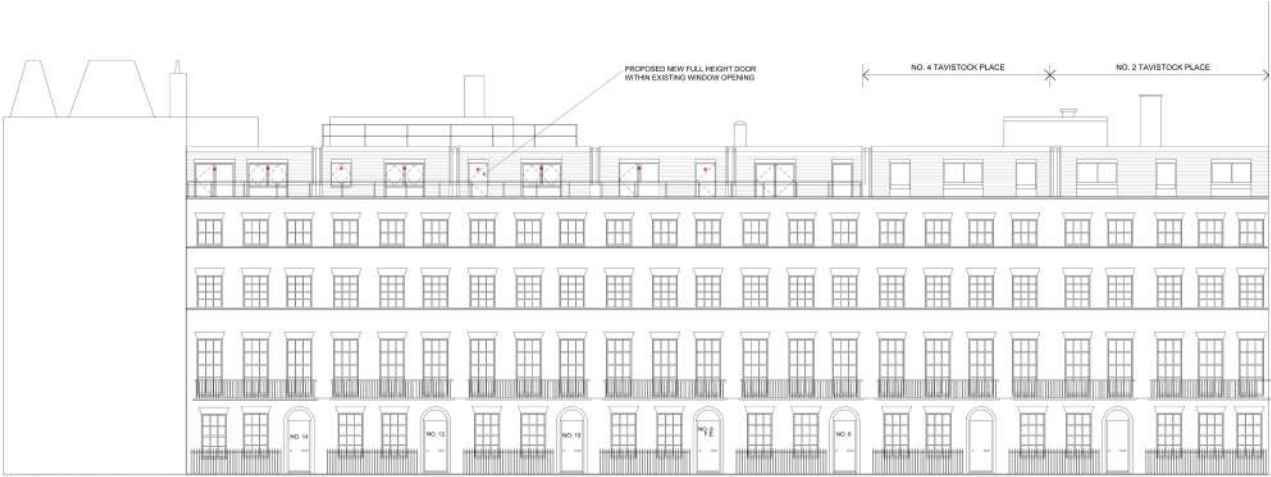 PROPOSED NEW FULL HEIGHT DOOR
WITHIN EXISTING WINDOW OPENING
NO. 4 TAVISTOCK PLACE
NO. 2 TAVISTOCK PLACE
NO. 14
NO. 12
NO. 10
NO. 8
NO. 6